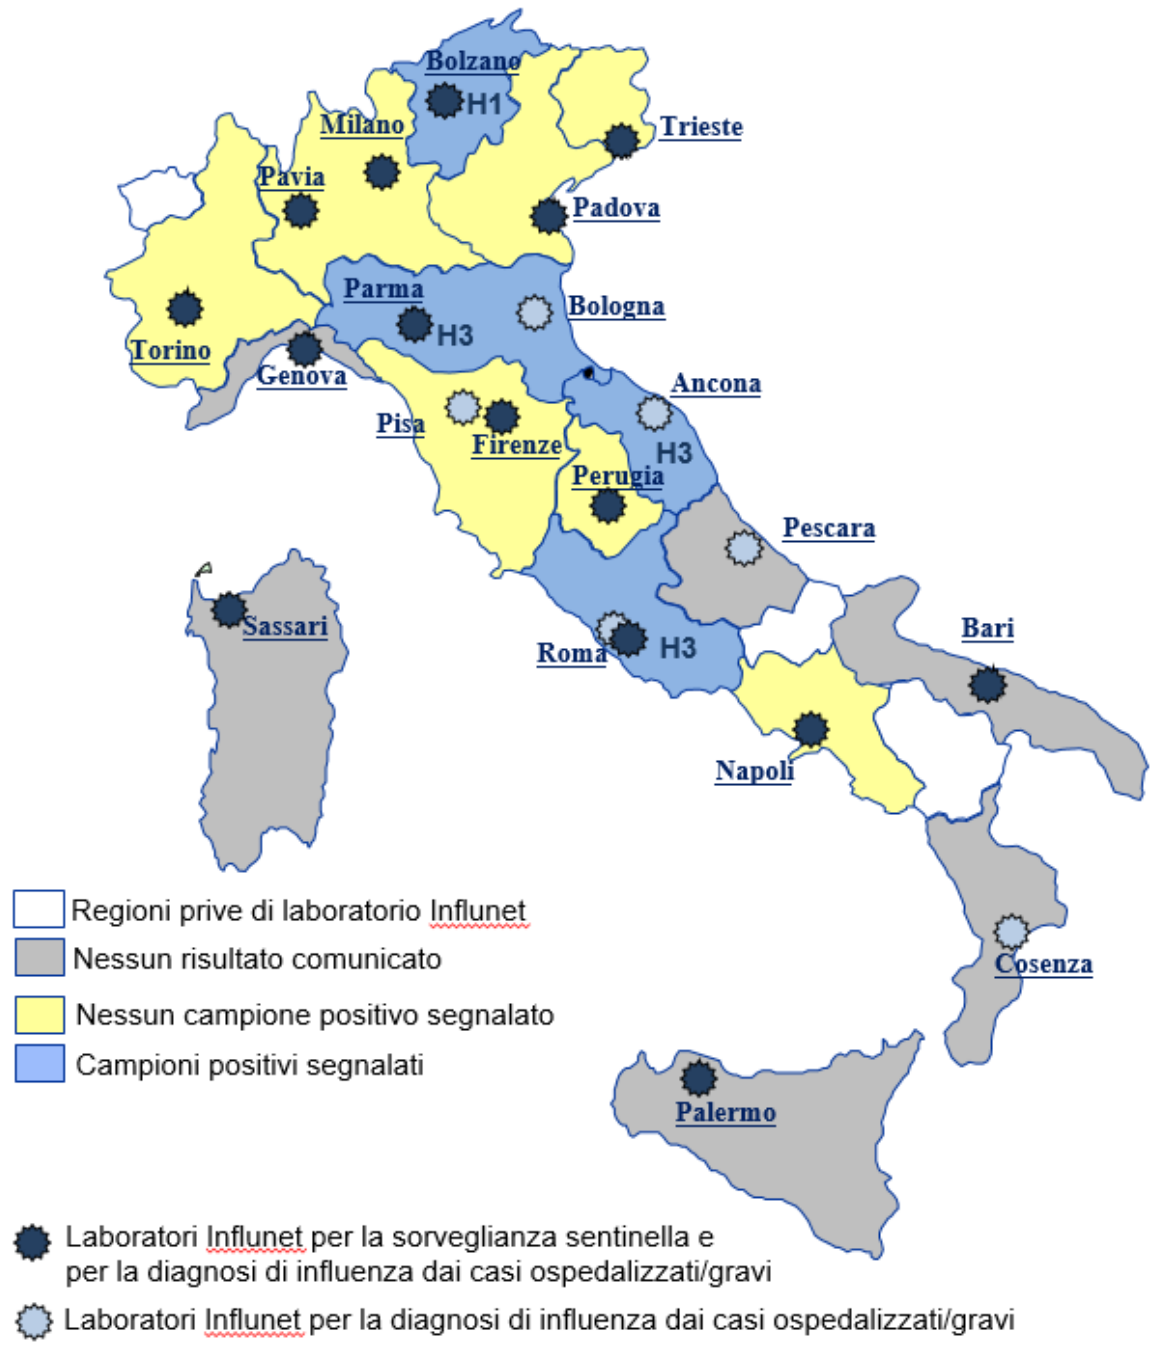 Bolzano
H1
Milano
Trieste
Pavia
Padova
Parma
Bologna
H3
Torino
Genova
Ancona
Pisa
Firenze
H3
Perugia
Pescara
Sassari
Roma
H3
Bari
Napoli
Regioni prive di laboratorio Influnet
Nessun risultato comunicato
Cosenza
Nessun campione positivo segnalato
Campioni positivi segnalati
Palermo
Laboratori Influnet per la sorveglianza sentinella e
per la diagnosi di influenza dai casi ospedalizzati/gravi
Laboratori Influnet per la diagnosi di influenza dai casi ospedalizzati/gravi